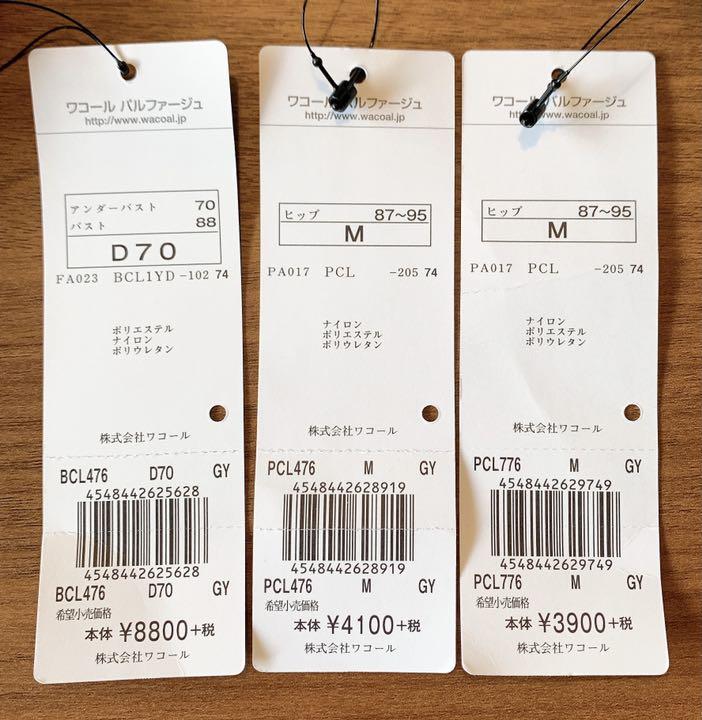 ワコール パルファージュ
http://www.wacoal.jp
アンダーバスト 70
バスト 88
D70
FA023 BCL1YD -102 74
ポリエステル
ナイロン
ポリウレタン
株式会社ワコール
BCL476 D70 GY
4548442625628
4548442625628
BCL476 D70 GY
希望小売価格
本体 ¥8800+税
株式会社ワコール
ワコール パルファージュ
http://www.wacoal.jp
ヒップ 87〜95
M
PA017 PCL -205 74
ナイロン
ポリエステル
ポリウレタン
株式会社ワコール
PCL476 M GY
4548442628919
4548442628919
PCL476 M GY
希望小売価格
本体 ¥4100+税
株式会社ワコール
ワコール パルファージュ
http://www.wacoal.jp
ヒップ 87〜95
M
PA017 PCL -205 74
ナイロン
ポリエステル
ポリウレタン
株式会社ワコール
PCL776 M GY
4548442629749
4548442629749
PCL776 M GY
希望小売価格
本体 ¥3900+税
株式会社ワコール